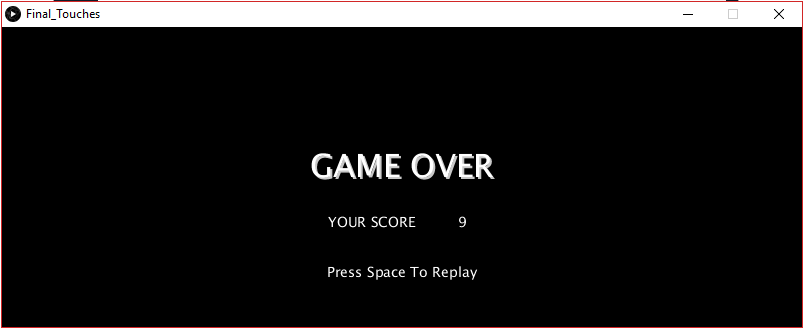 Final_Touches
GAME OVER
YOUR SCORE 9
Press Space To Replay